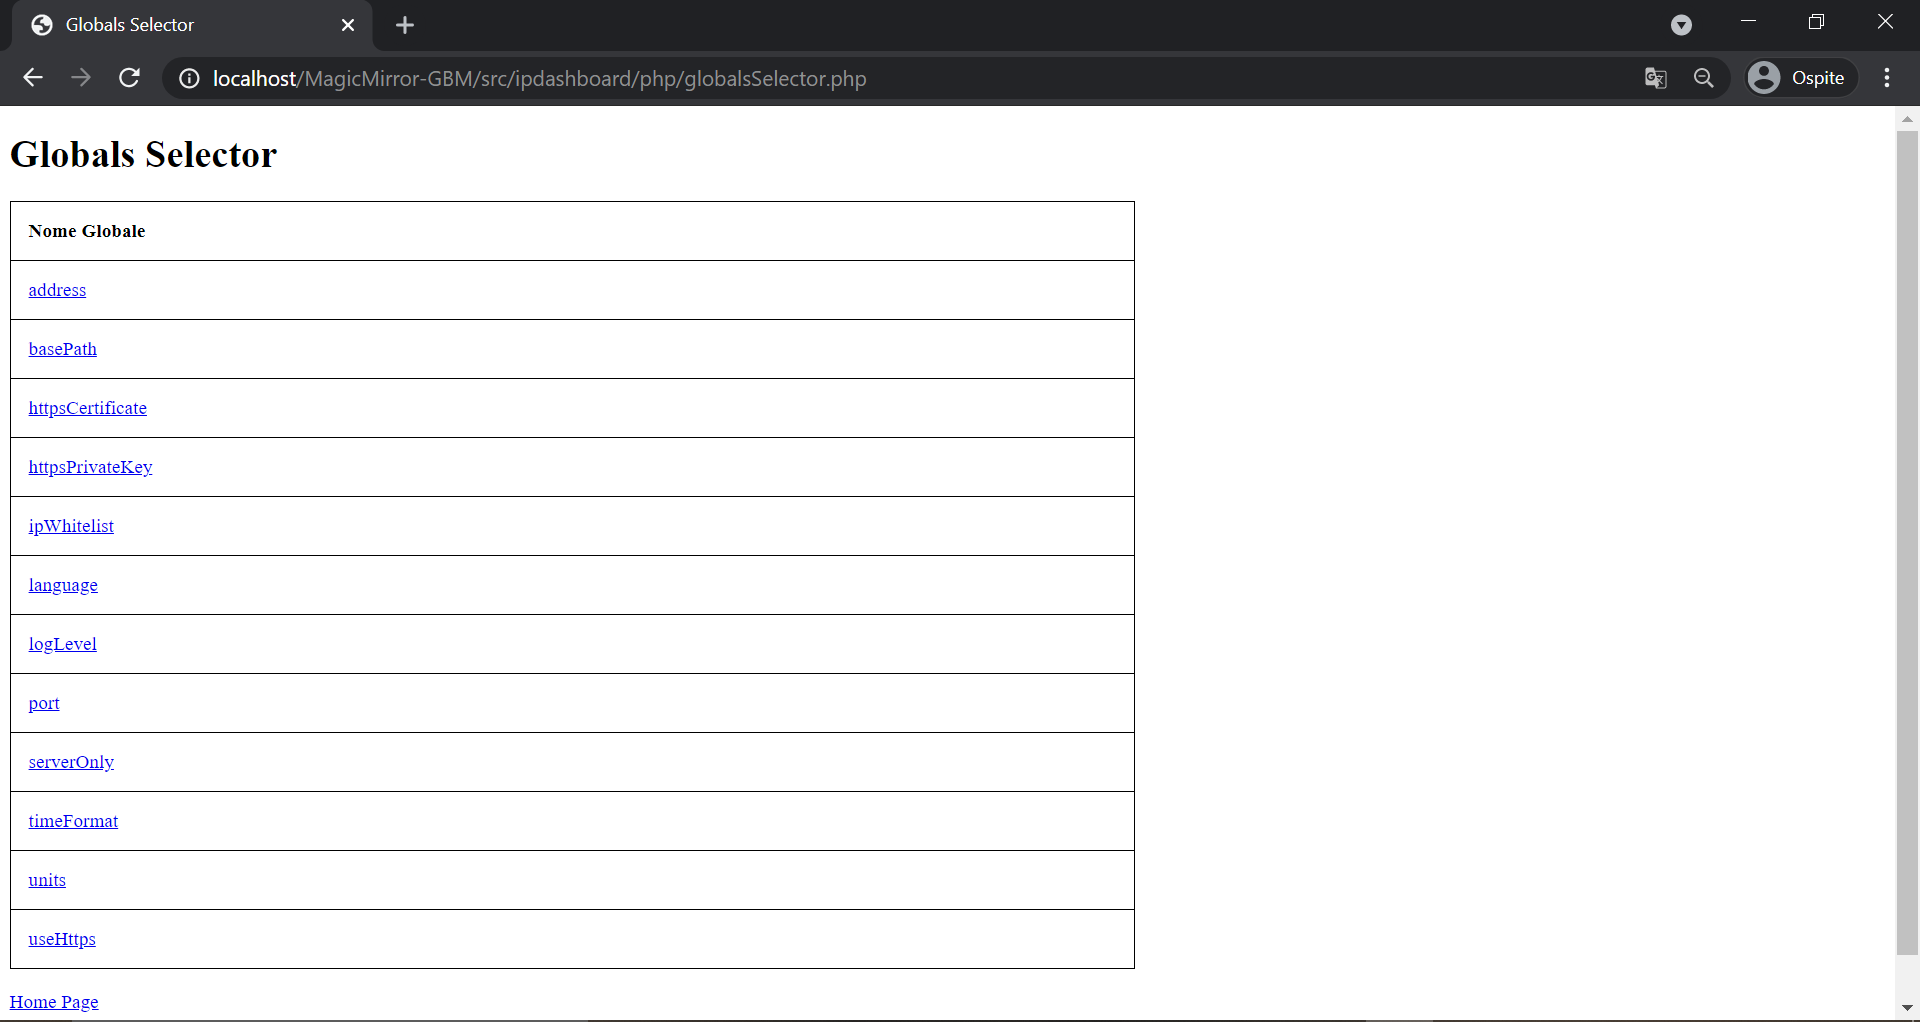 Globals Selector
localhost/MagicMirror-GBM/src/ipdashboard/php/globalsSelector.php
Ospite
Globals Selector
Nome Globale
address
basePath
httpsCertificate
httpsPrivateKey
ipWhitelist
language
logLevel
port
serverOnly
timeFormat
units
useHttps
Home Page